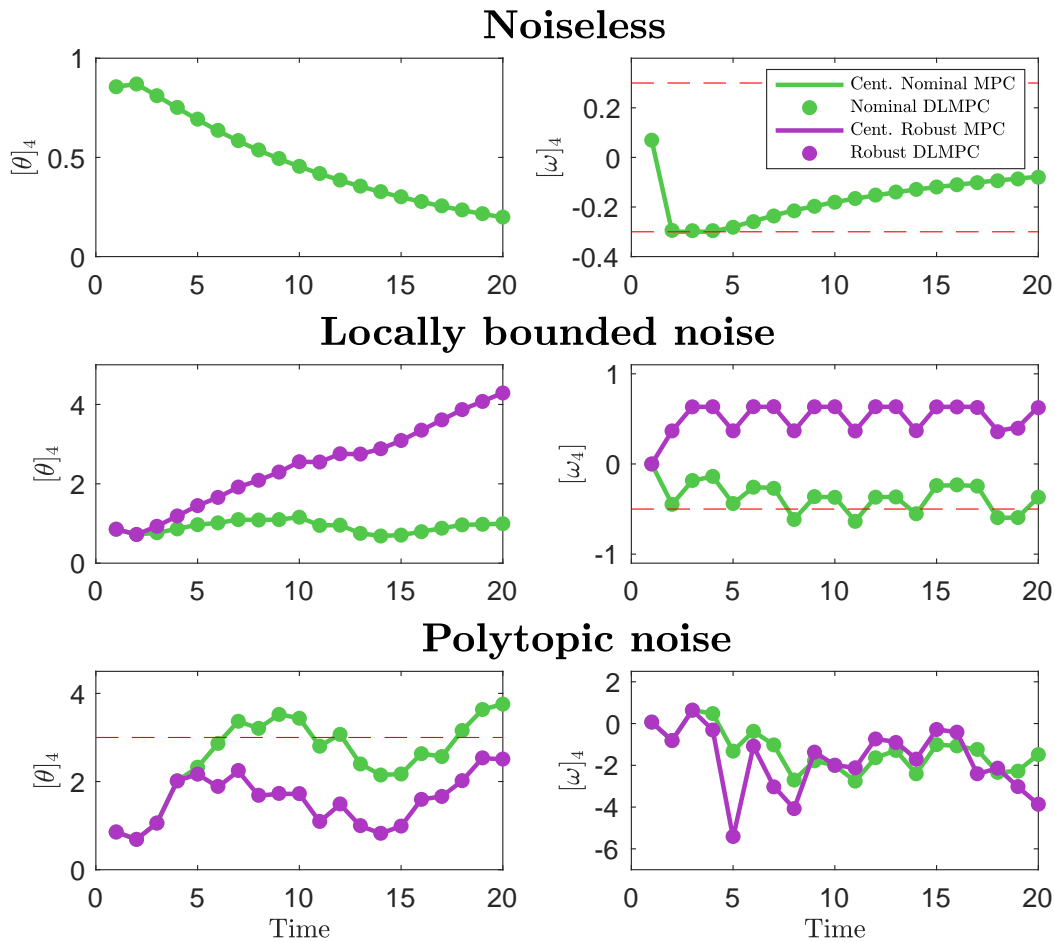 Noiseless
1
0.5
0
[θ]4
0 5 10 15 20
0.2
0
-0.2
-0.4
[ω]4
0 5 10 15 20
Cent. Nominal MPC
Nominal DLMPC
Cent. Robust MPC
Robust DLMPC
Locally bounded noise
4
2
0
[θ]4
0 5 10 15 20
1
0
-1
[ω4]
0 5 10 15 20
Polytopic noise
4
2
0
[θ]4
0 5 10 15 20
Time
2
0
-2
-4
-6
[ω]4
0 5 10 15 20
Time